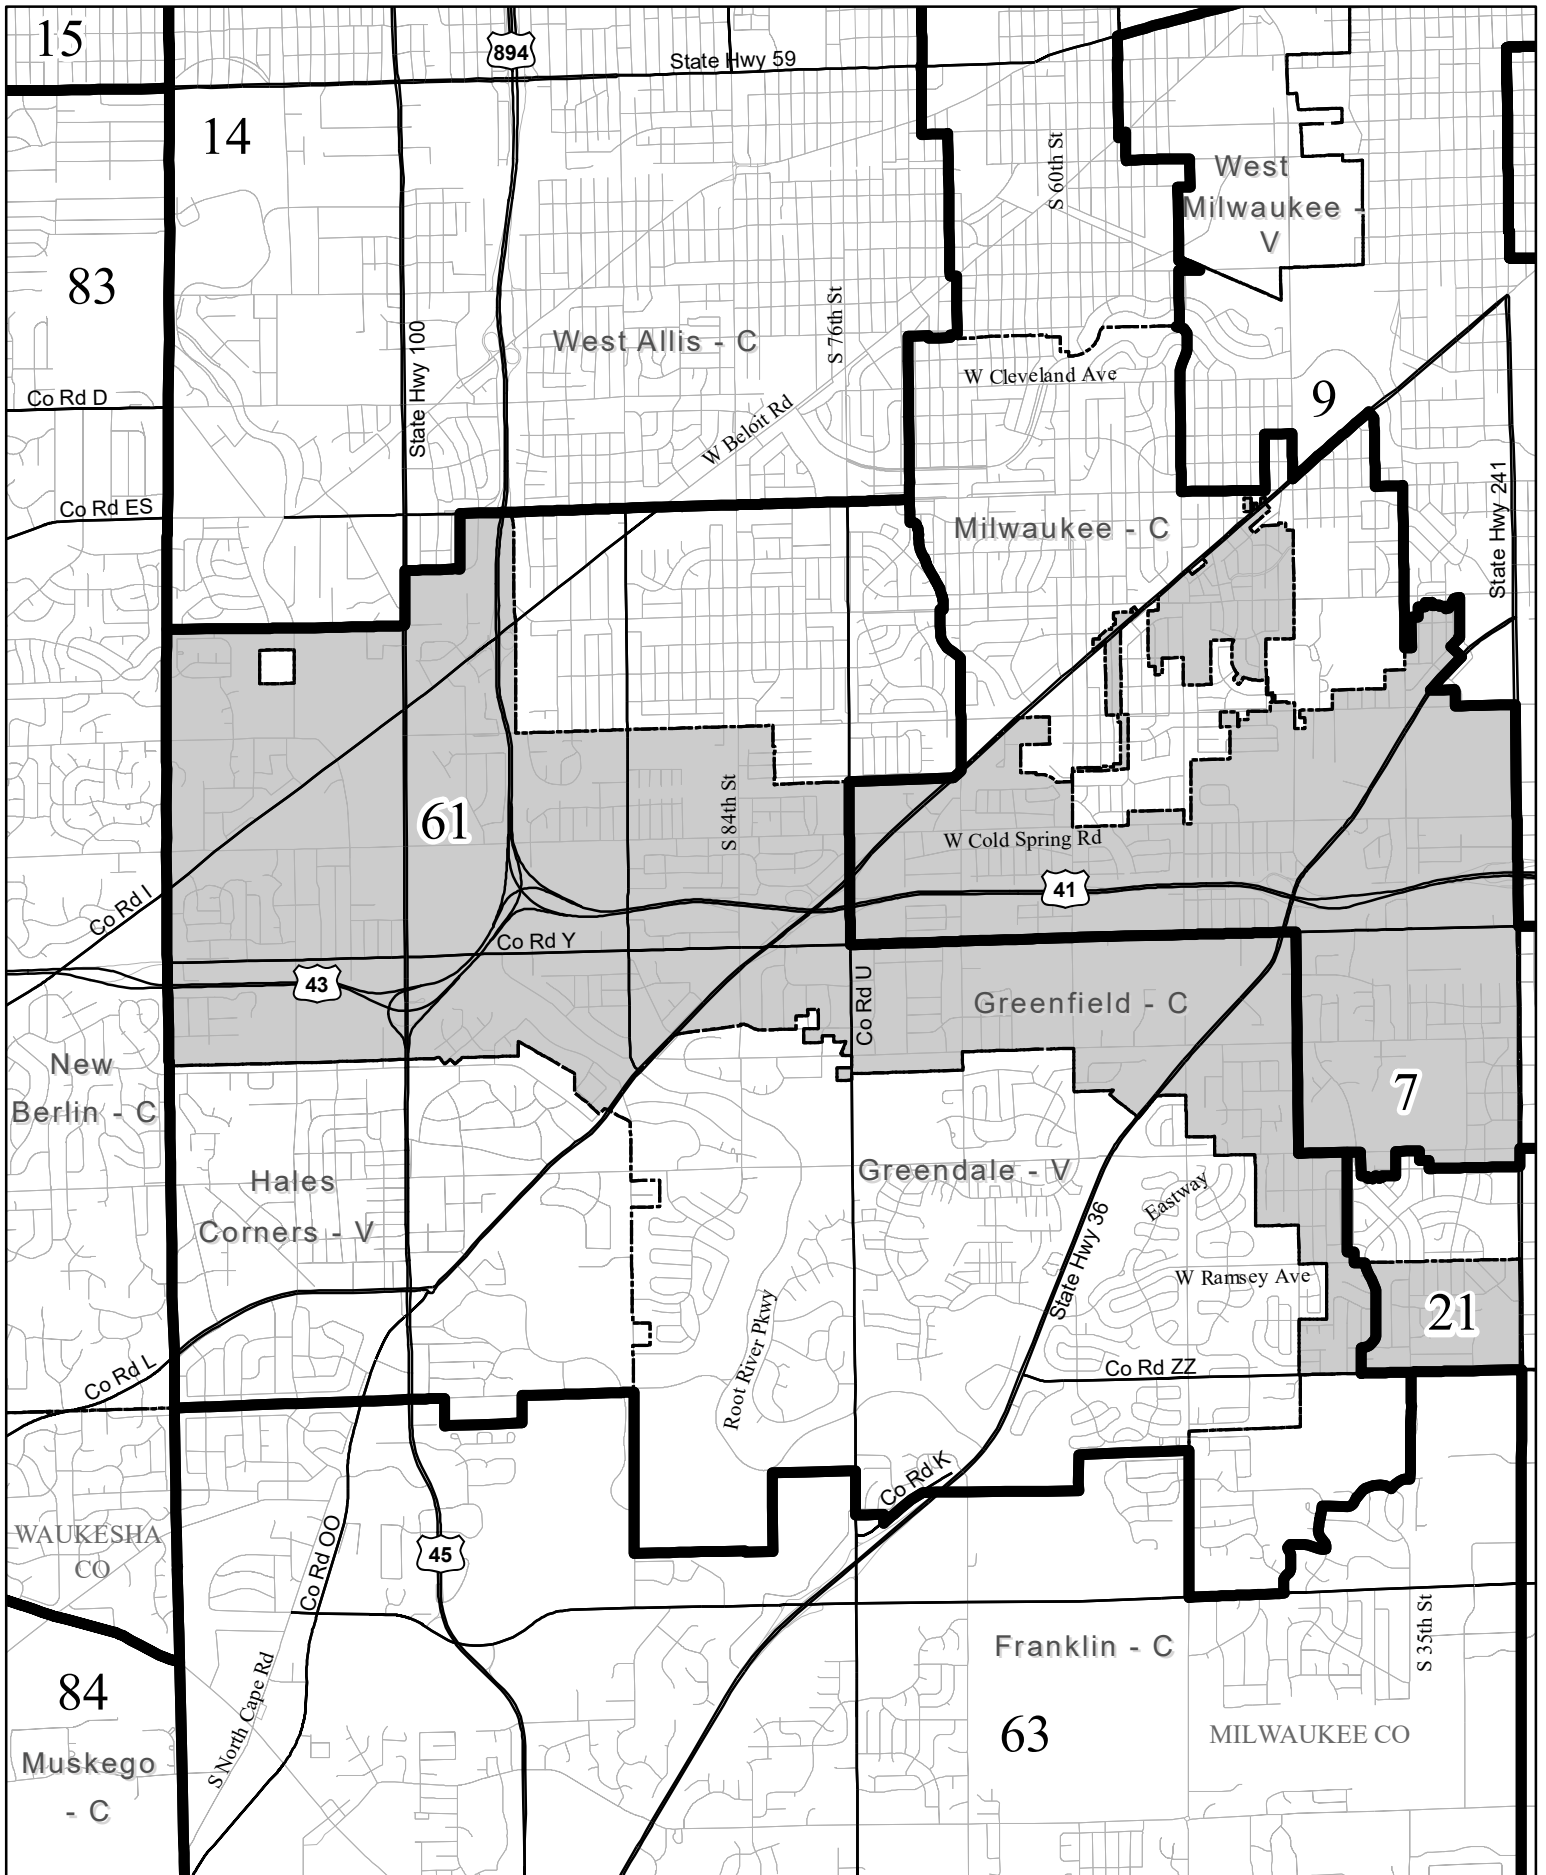 15
894
State Hwy 59
14
S 60th St
West
Milwaukee -
V
83
S 76th St
West Allis - C
State Hwy 100
W Cleveland Ave
Co Rd D
9
W Beloit Rd
State Hwy 241
Co Rd ES
Milwaukee - C
61
S 84th St
W Cold Spring Rd
41
Co Rd I
Co Rd Y
43
Co Rd U
Greenfield - C
New
Berlin - C
7
Hales
Corners - V
Greendale - V
Eastway
State Hwy 36
W Ramsey Ave
21
Root River Pkwy
Co Rd L
Co Rd ZZ
Co Rd K
WAUKESHA
CO
Co Rd OO
45
S 35th St
Franklin - C
84
S North Cape Rd
63
MILWAUKEE CO
Muskego
- C